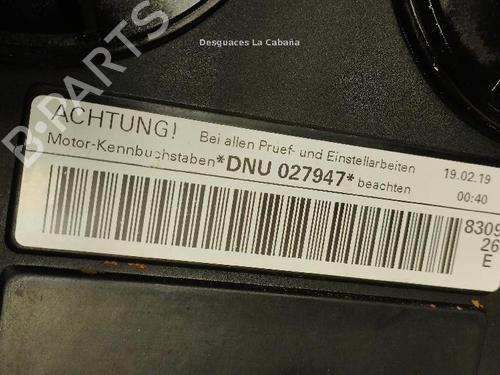 Desguaces La Cabaña
B-PARTS
ACHTUNG! Bei allen Pruef- und Einstellarbeiten 19.02.19
Motor-Kennbuchstaben *DNU 027947* beachten 00:40
8309
26
E